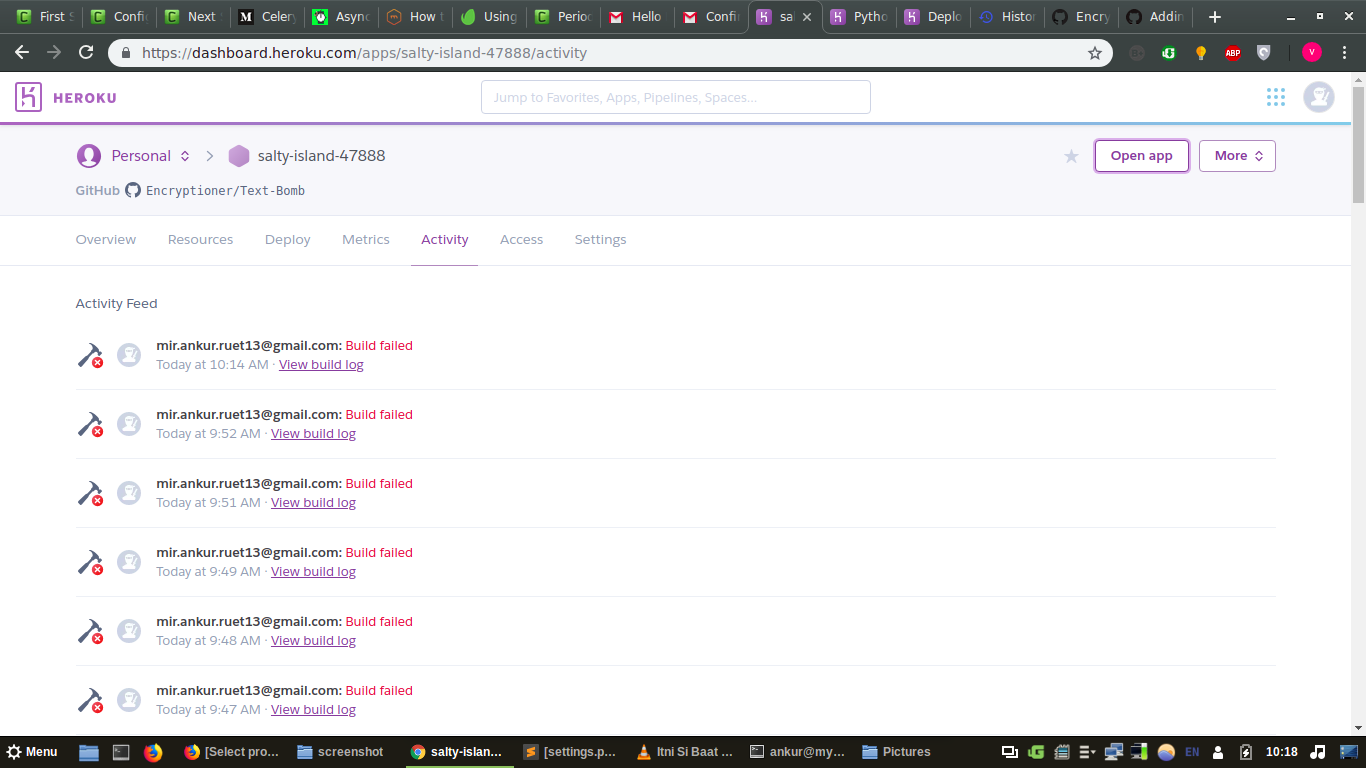 First S
Config
Next
Celery
Async
How t
Using
Perioc
Hello
Confir
sal
Pytho
Deplo
Histor
Encry
Addin
https://dashboard.heroku.com/apps/salty-island-47888/activity
ABP
V
HEROKU
Jump to Favorites, Apps, Pipelines, Spaces...
Personal
salty-island-47888
Open app
More
GitHub Encryptioner/Text-Bomb
Overview Resources Deploy Metrics Activity Access Settings
Activity Feed
mir.ankur.ruet13@gmail.com: Build failed
Today at 10:14 AM · View build log
mir.ankur.ruet13@gmail.com: Build failed
Today at 9:52 AM · View build log
mir.ankur.ruet13@gmail.com: Build failed
Today at 9:51 AM · View build log
mir.ankur.ruet13@gmail.com: Build failed
Today at 9:49 AM · View build log
mir.ankur.ruet13@gmail.com: Build failed
Today at 9:48 AM · View build log
mir.ankur.ruet13@gmail.com: Build failed
Today at 9:47 AM · View build log
Menu
[Select pro...
screenshot
salty-islan...
[settings.p...
Itni Si Baat ...
ankur@my...
Pictures
EN
10:18